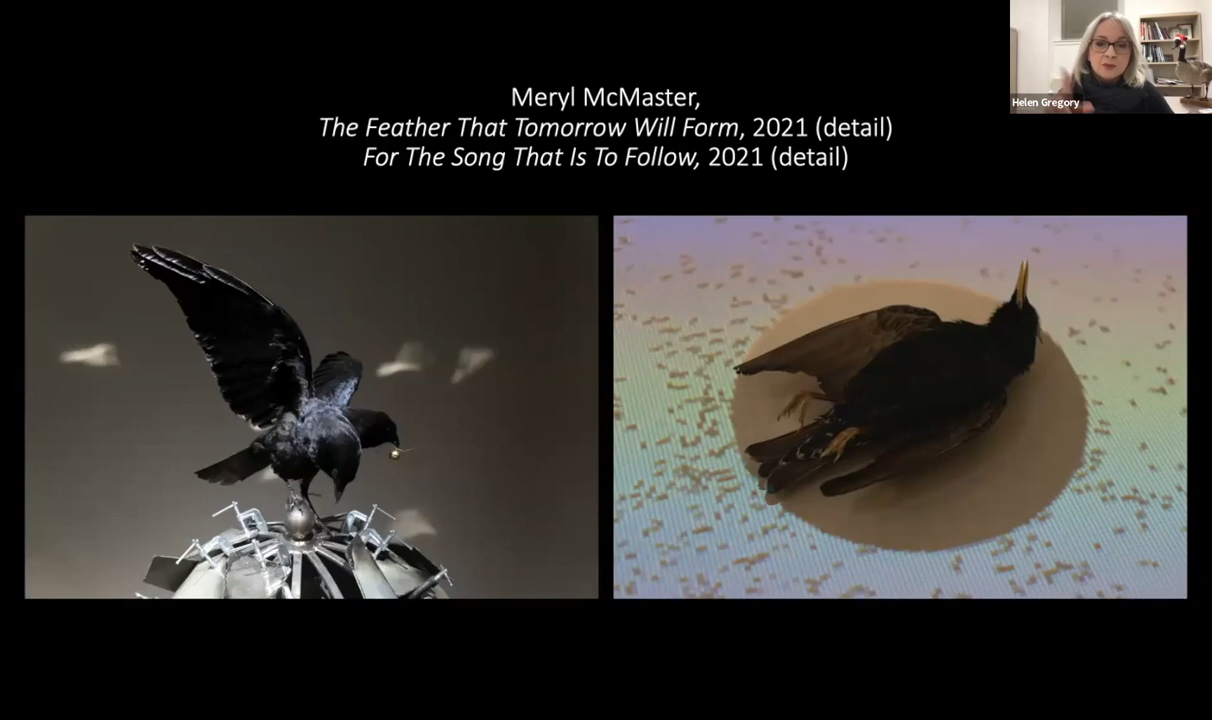 Meryl McMaster,
The Feather That Tomorrow Will Form, 2021 (detail)
For The Song That Is To Follow, 2021 (detail)
Helen Gregory